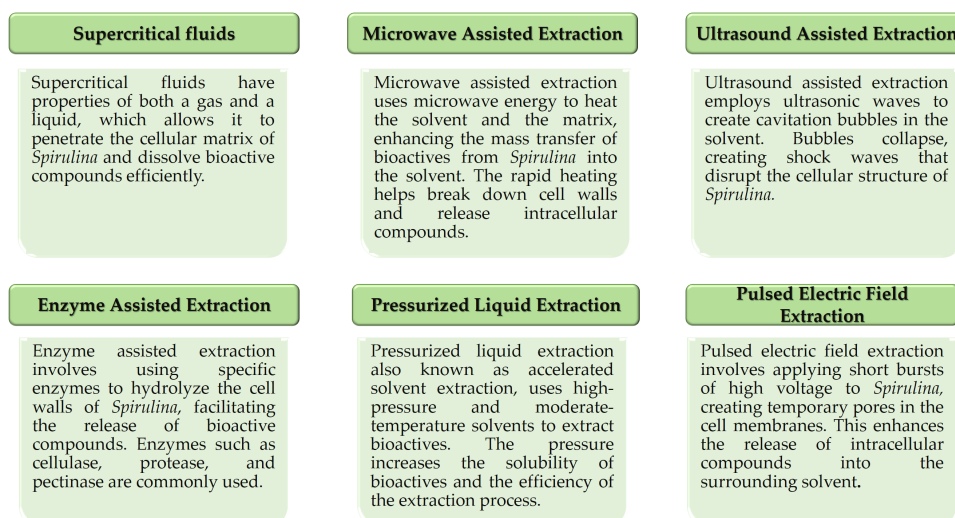 Supercritical fluids
Supercritical fluids have
properties of both a gas and a
liquid, which allows it to
penetrate the cellular matrix of
Spirulina and dissolve bioactive
compounds efficiently.
Microwave Assisted Extraction
Microwave assisted extraction
uses microwave energy to heat
the solvent and the matrix,
enhancing the mass transfer of
bioactives from Spirulina into
the solvent. The rapid heating
helps break down cell walls
and release intracellular
compounds.
Ultrasound Assisted Extraction
Ultrasound assisted extraction
employs ultrasonic waves to
create cavitation bubbles in the
solvent. Bubbles collapse,
creating shock waves that
disrupt the cellular structure of
Spirulina.
Enzyme Assisted Extraction
Enzyme assisted extraction
involves using specific
enzymes to hydrolyze the cell
walls of Spirulina, facilitating
the release of bioactive
compounds. Enzymes such as
cellulase, protease, and
pectinase are commonly used.
Pressurized Liquid Extraction
Pressurized liquid extraction
also known as accelerated
solvent extraction, uses high-
pressure and moderate-
temperature solvents to extract
bioactives. The pressure
increases the solubility of
bioactives and the efficiency of
the extraction process.
Pulsed Electric Field
Extraction
Pulsed electric field extraction
involves applying short bursts
of high voltage to Spirulina,
creating temporary pores in the
cell membranes. This enhances
the release of intracellular
compounds into the
surrounding solvent.